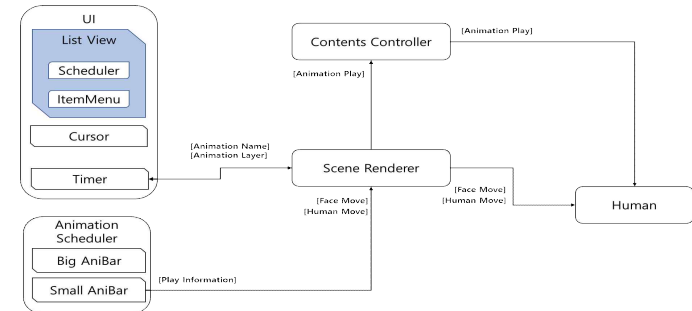 UI
List View
Scheduler
ItemMenu
Cursor
Timer
Animation
Scheduler
Big AniBar
Small AniBar
[Play Information]
[Animation Name]
[Animation Layer]
Contents Controller
[Animation Play]
[Animation Play]
Scene Renderer
[Face Move]
[Human Move]
[Face Move]
[Human Move]
Human